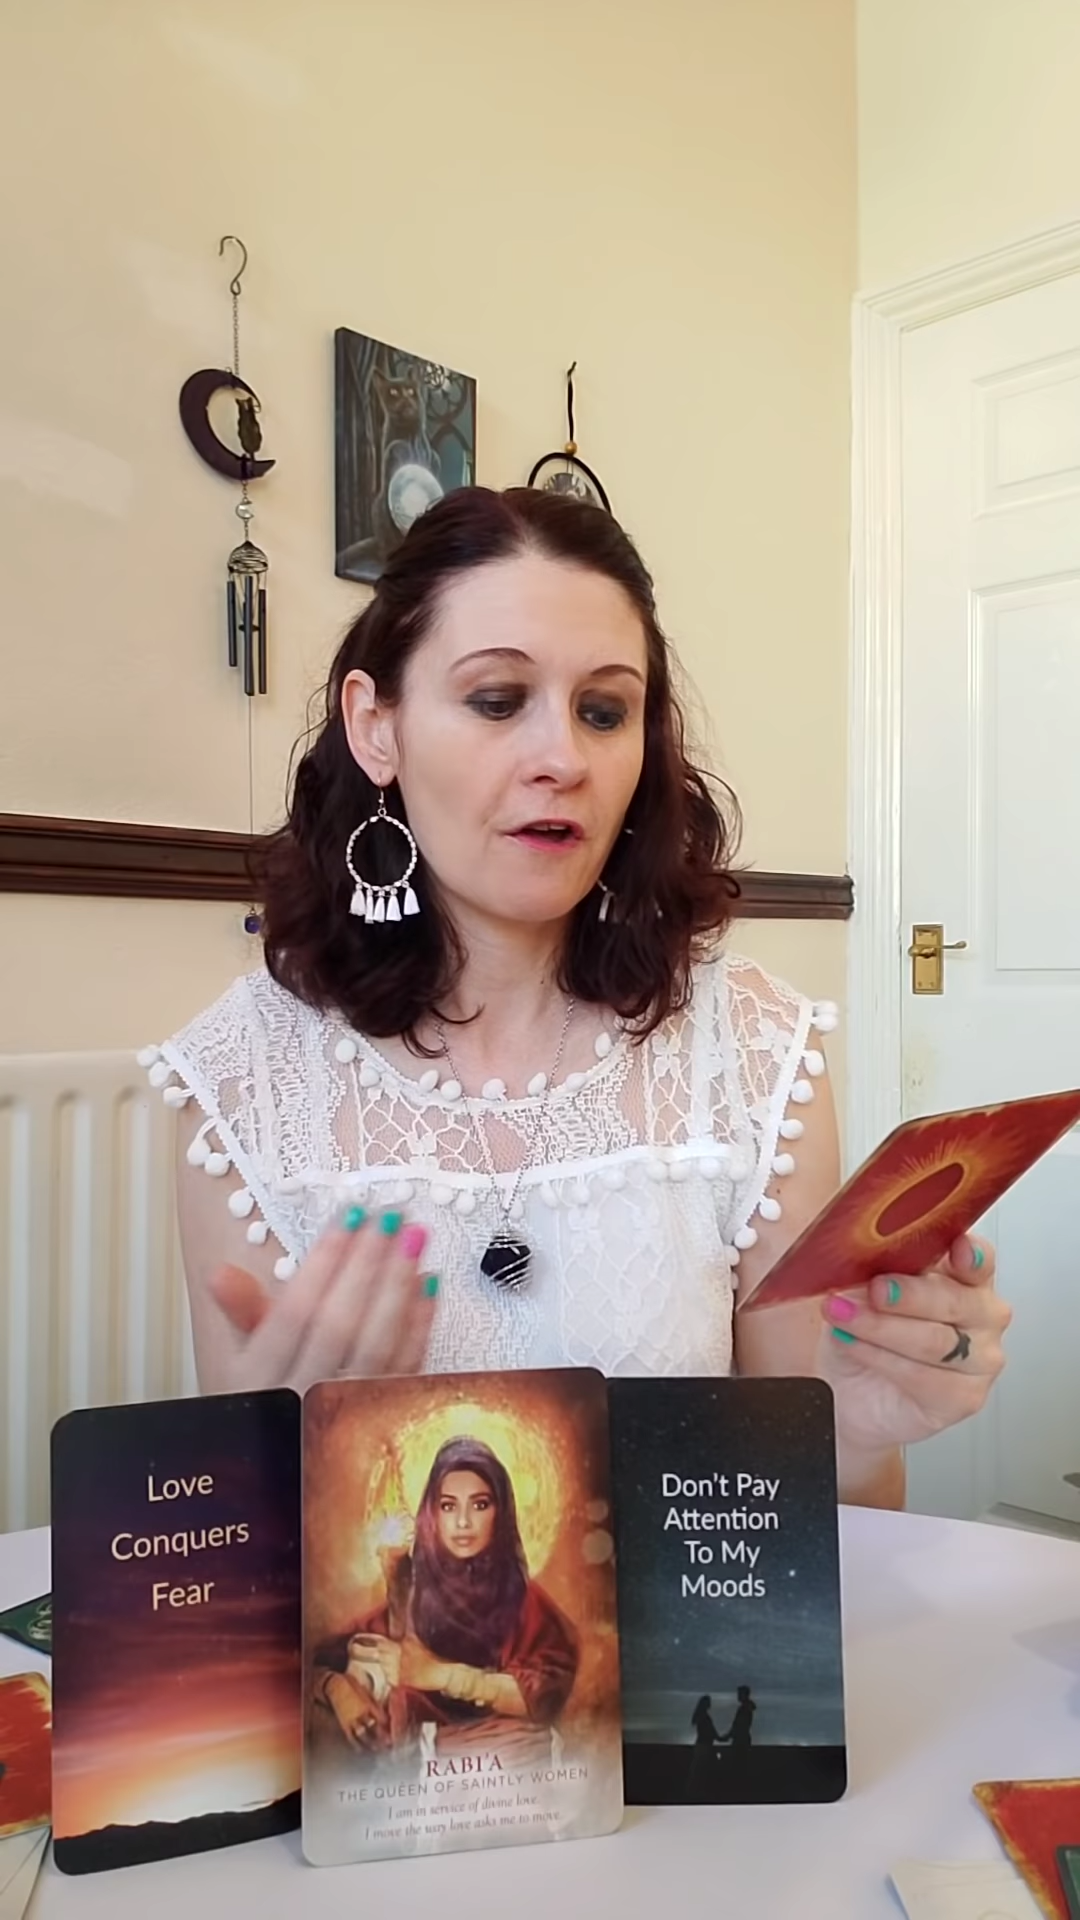 Love
Conquers
Fear
RABI'A
THE QUEEN OF SAINTLY WOMEN
I am in service of divine love.
I move the way love asks me to move.
Don't Pay
Attention
To My
Moods